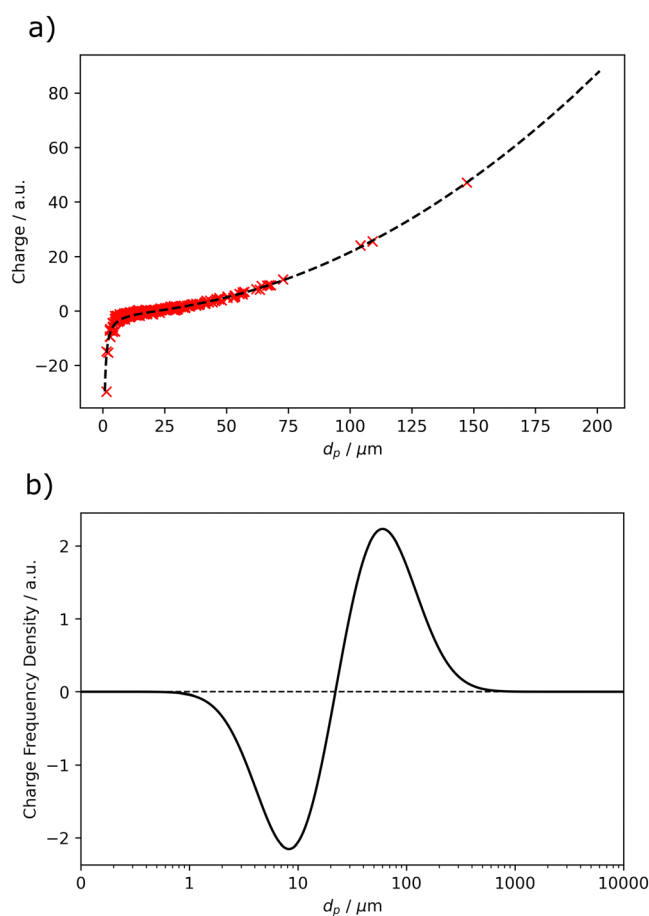 a)
80
60
40
20
0
−20
Charge / a.u.
0 25 50 75 100 125 150 175 200
d_p / μm
b)
2
1
0
−1
−2
Charge Frequency Density / a.u.
0 1 10 100 1000 10000
d_p / μm